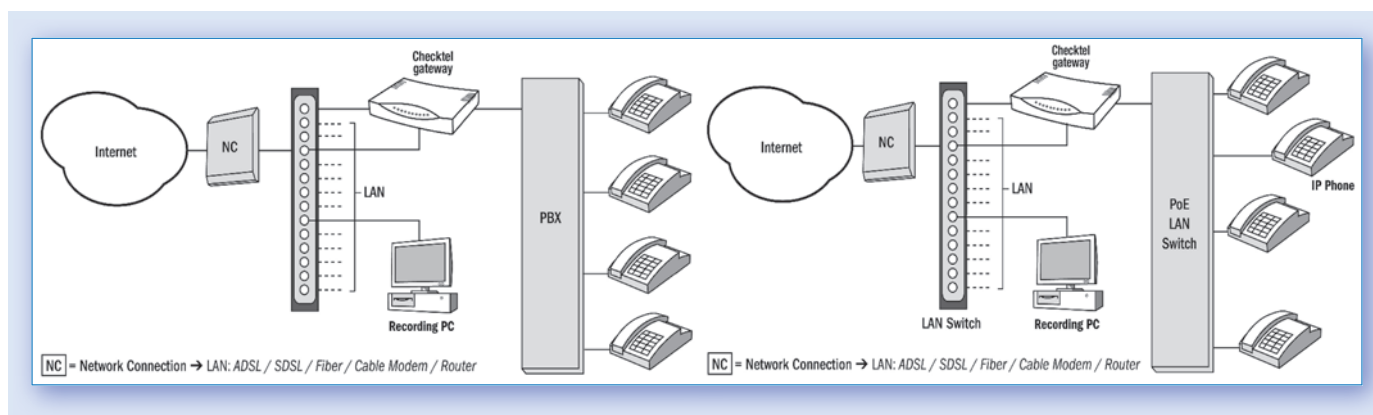 Checktel
gateway
Internet
NC
LAN
PBX
Recording PC
NC = Network Connection → LAN: ADSL / SDSL / Fiber / Cable Modem / Router
Checktel
gateway
Internet
NC
LAN
IP Phone
PoE
LAN
Switch
LAN Switch
Recording PC
NC = Network Connection → LAN: ADSL / SDSL / Fiber / Cable Modem / Router